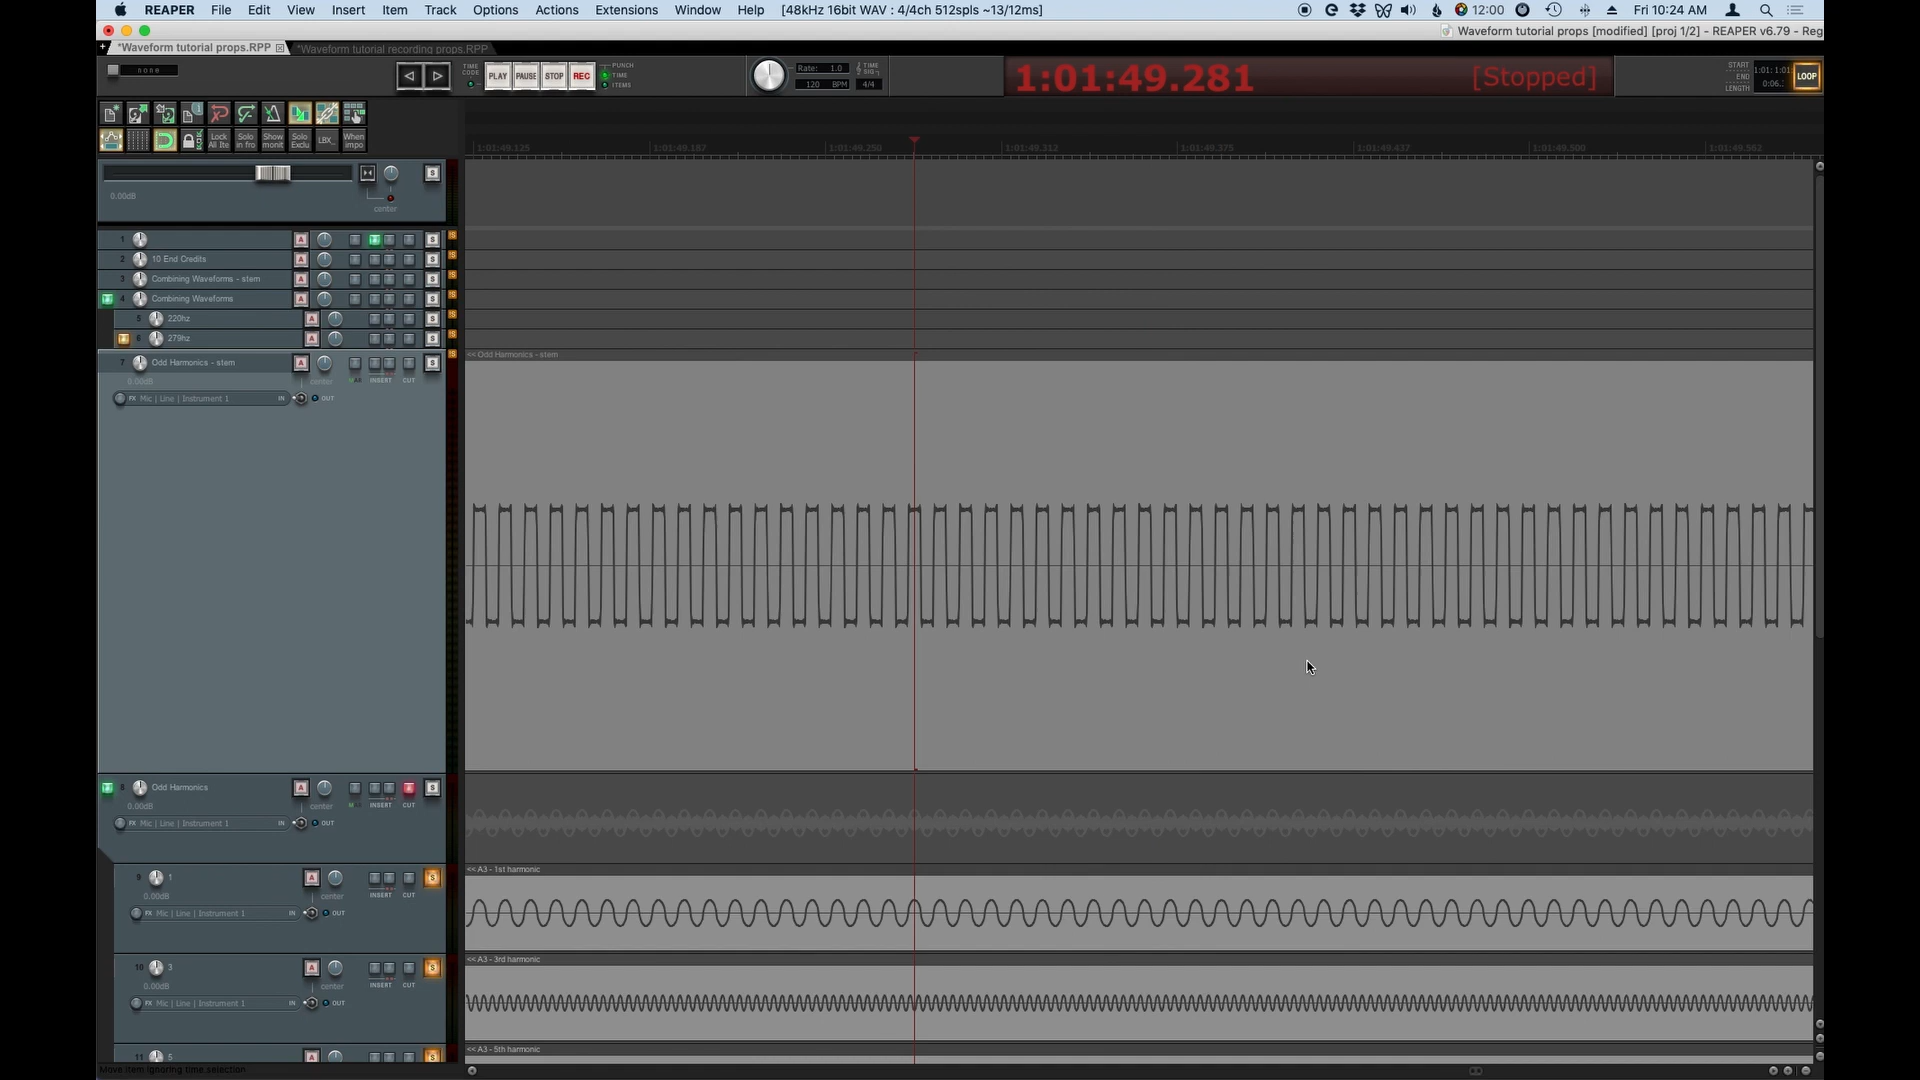 REAPER File Edit View Insert Item Track Options Actions Extensions Window Help [48kHz 16bit WAV : 4/4ch 512spls ~13/12ms] 12:00 Fri 10:24 AM
Waveform tutorial props [modified] [proj 1/2] - REAPER v6.79 - Reg
+ *Waveform tutorial props.RPP *Waveform tutorial recording props.RPP
none
TIME CODE
PLAY PAUSE STOP REC
PUNCH
TIME
ITEMS
Rate: 1.0
120 BPM
TIME SIG
4/4
1:01:49.281 [Stopped]
START
END
LENGTH
1:01: 1:01:
0:06.:
LOOP
Lock All Ite
Solo in fro
Show monit
Solo Exclu
LBX_
When impo
1:01:49.125 1:01:49.187 1:01:49.250 1:01:49.312 1:01:49.375 1:01:49.437 1:01:49.500 1:01:49.562
0.00dB center S
1 A S S
2 10 End Credits A S S
3 Combining Waveforms - stem A S S
4 Combining Waveforms A S S
5 220hz A S S
6 279hz A S S
7 Odd Harmonics - stem A S S
0.00dB center INSERT CUT
FX Mic | Line | Instrument 1 IN OUT
<< Odd Harmonics - stem
8 Odd Harmonics A S
0.00dB center INSERT CUT
FX Mic | Line | Instrument 1 IN OUT
<< A3 - 1st harmonic
9 1 A S
0.00dB center INSERT CUT
FX Mic | Line | Instrument 1 IN OUT
<< A3 - 3rd harmonic
10 3 A S
0.00dB center INSERT CUT
FX Mic | Line | Instrument 1 IN OUT
<< A3 - 5th harmonic
11 5 A S
Move item ignoring time selection